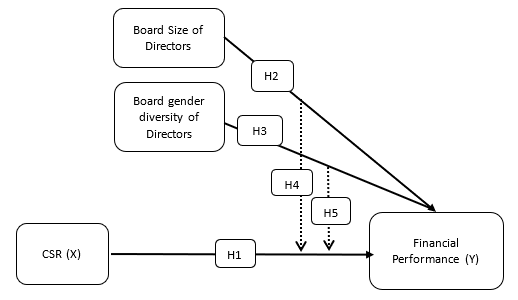 Board Size of
Directors
H2
Board gender
diversity of
Directors
H3
H4
H5
CSR (X)
H1
Financial
Performance (Y)